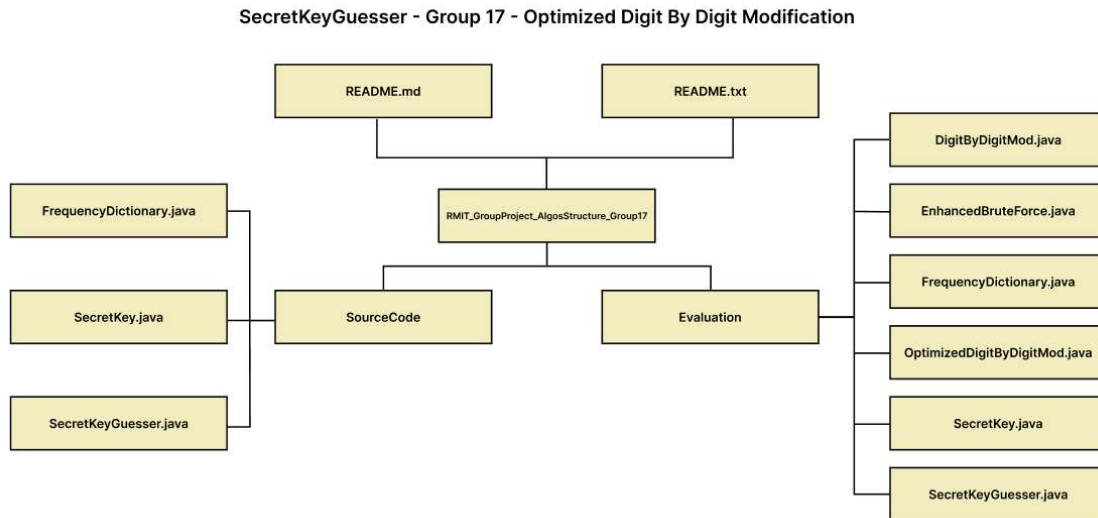 SecretKeyGuesser - Group 17 - Optimized Digit By Digit Modification
README.md
README.txt
RMIT_GroupProject_AlgosStructure_Group17
FrequencyDictionary.java
SecretKey.java
SecretKeyGuesser.java
SourceCode
Evaluation
DigitByDigitMod.java
EnhancedBruteForce.java
FrequencyDictionary.java
OptimizedDigitByDigitMod.java
SecretKey.java
SecretKeyGuesser.java